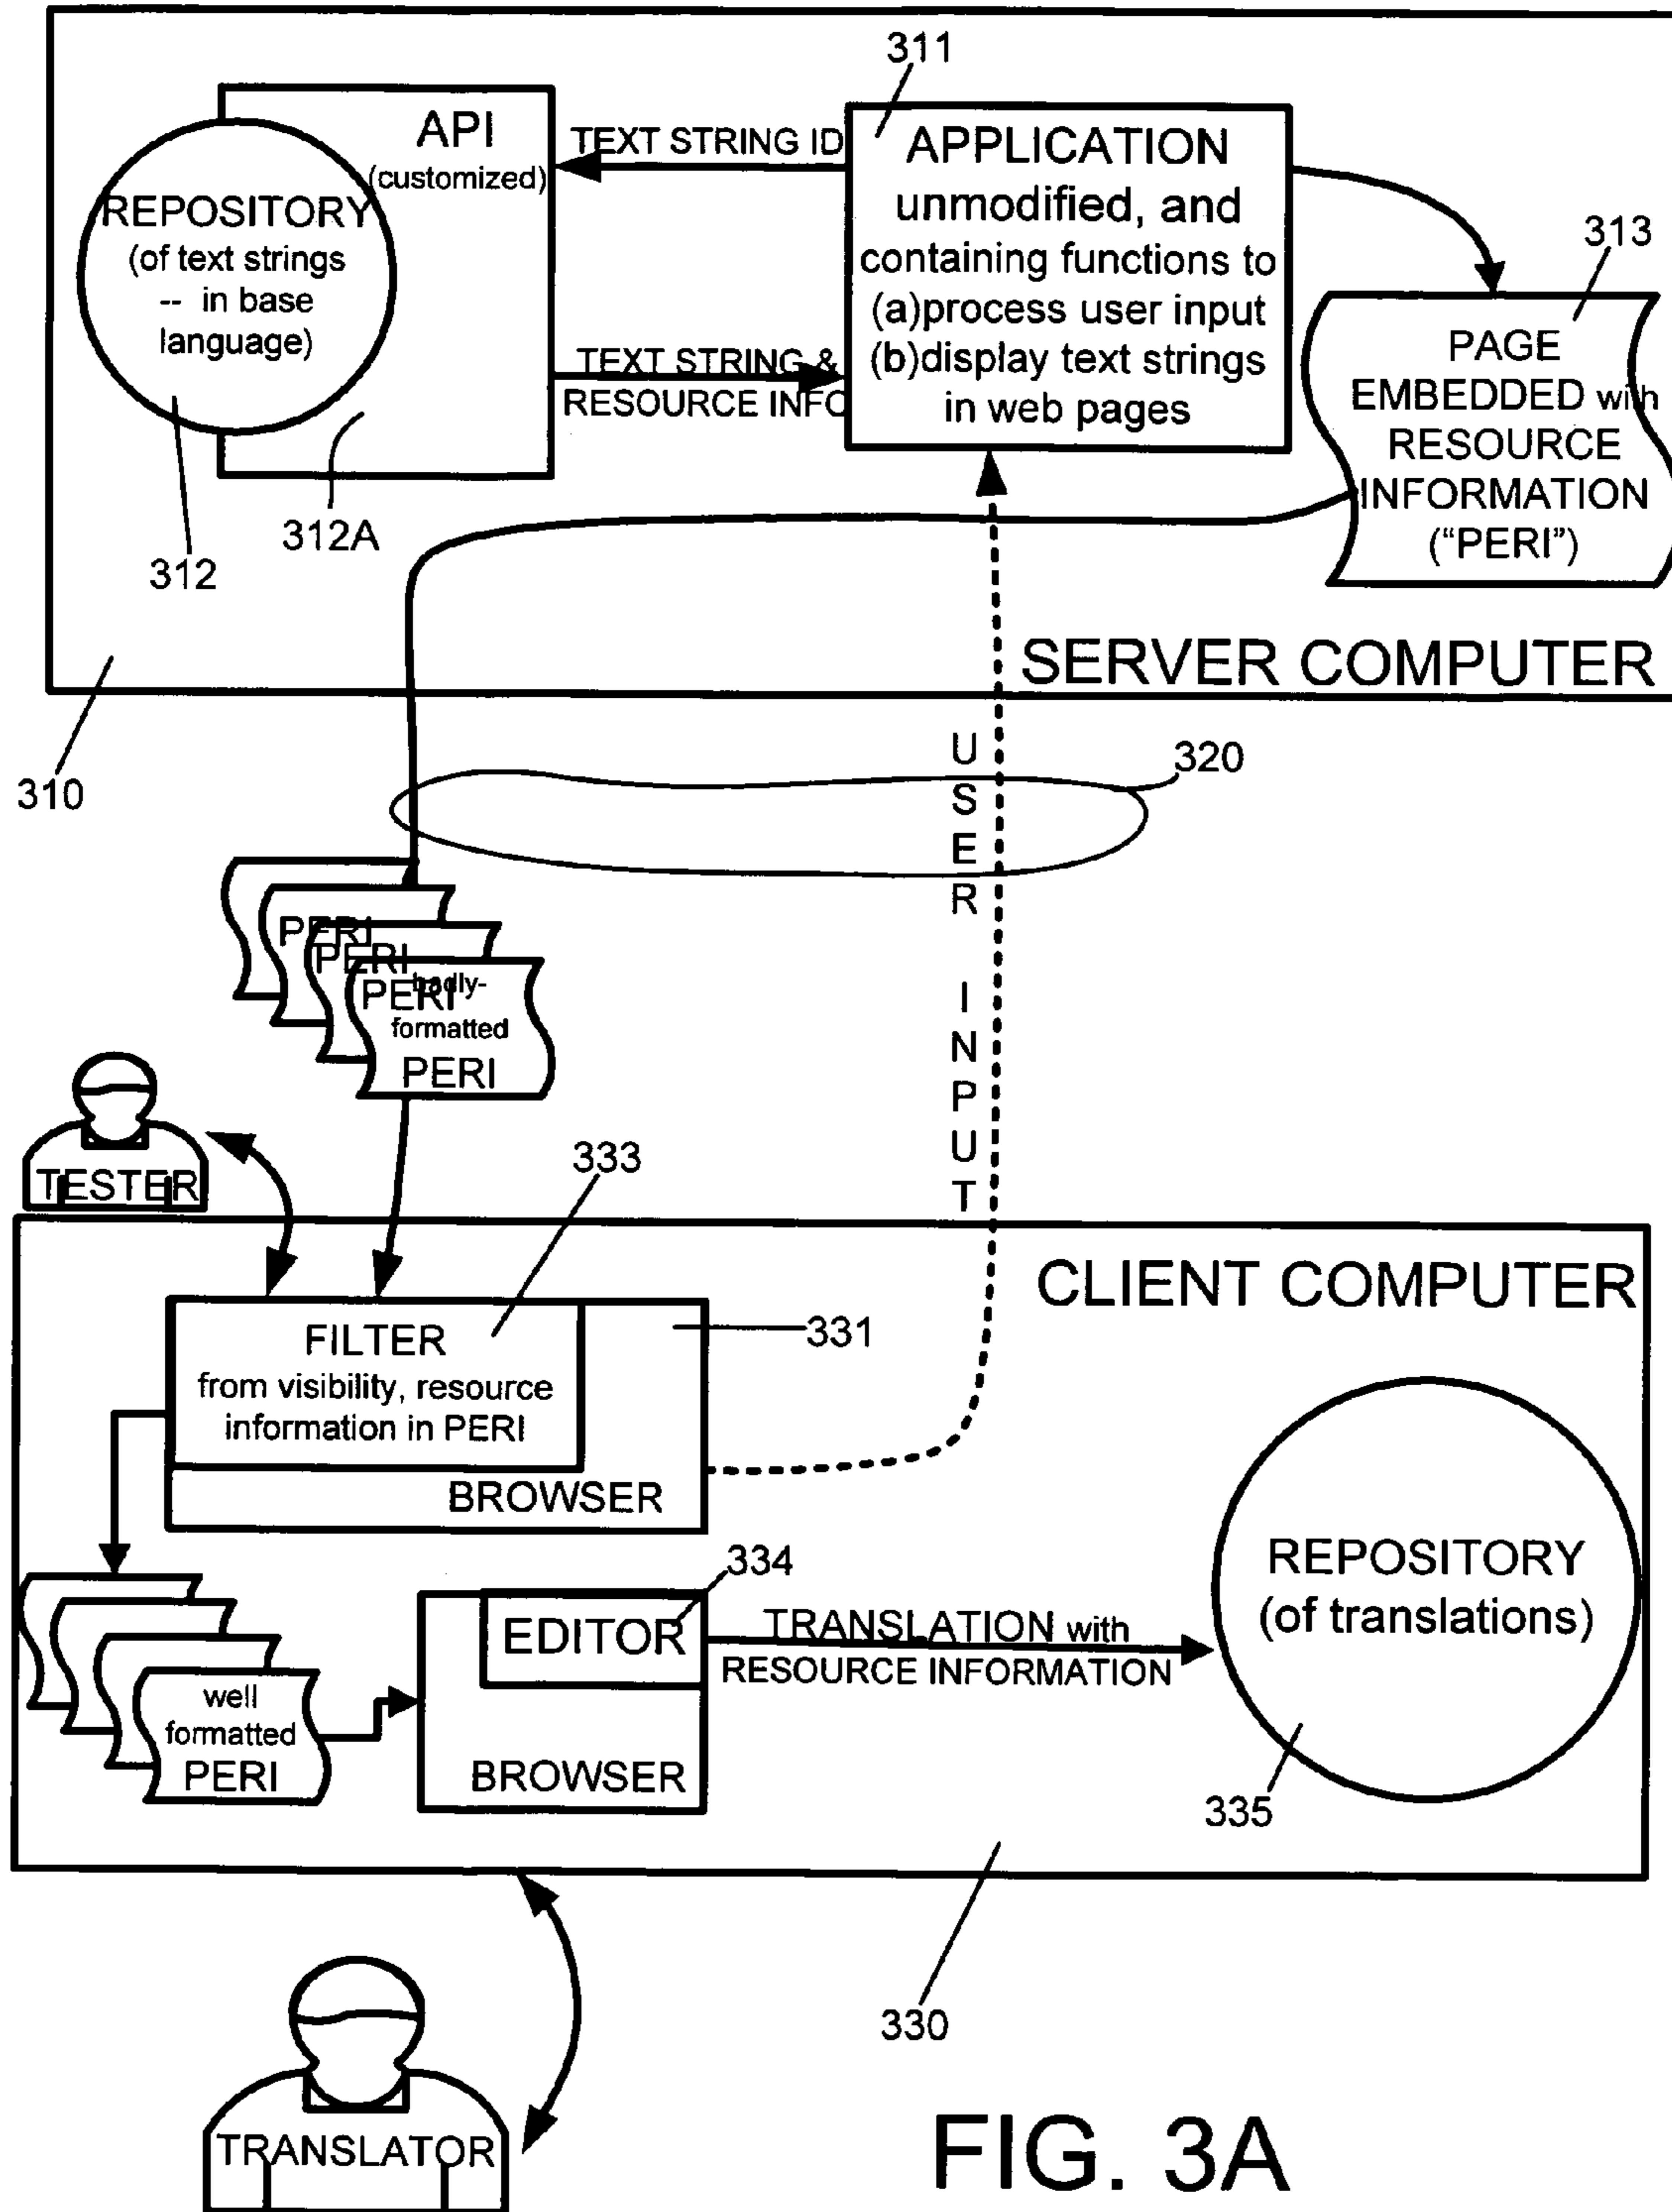 311
API
(customized)
TEXT STRING ID
APPLICATION
unmodified, and
containing functions to
(a)process user input
(b)display text strings
in web pages
REPOSITORY
(of text strings
-- in base
language)
TEXT STRING &
RESOURCE INFO
313
PAGE
EMBEDDED with
RESOURCE
INFORMATION
("PERI")
312A
312
SERVER COMPUTER
310
320
USER INPUT
PERI
PERI
PERI
badly-
formatted
PERI
TESTER
333
CLIENT COMPUTER
FILTER
from visibility, resource
information in PERI
331
BROWSER
334
EDITOR
TRANSLATION with
RESOURCE INFORMATION
REPOSITORY
(of translations)
well
formatted
PERI
BROWSER
335
330
TRANSLATOR
FIG. 3A